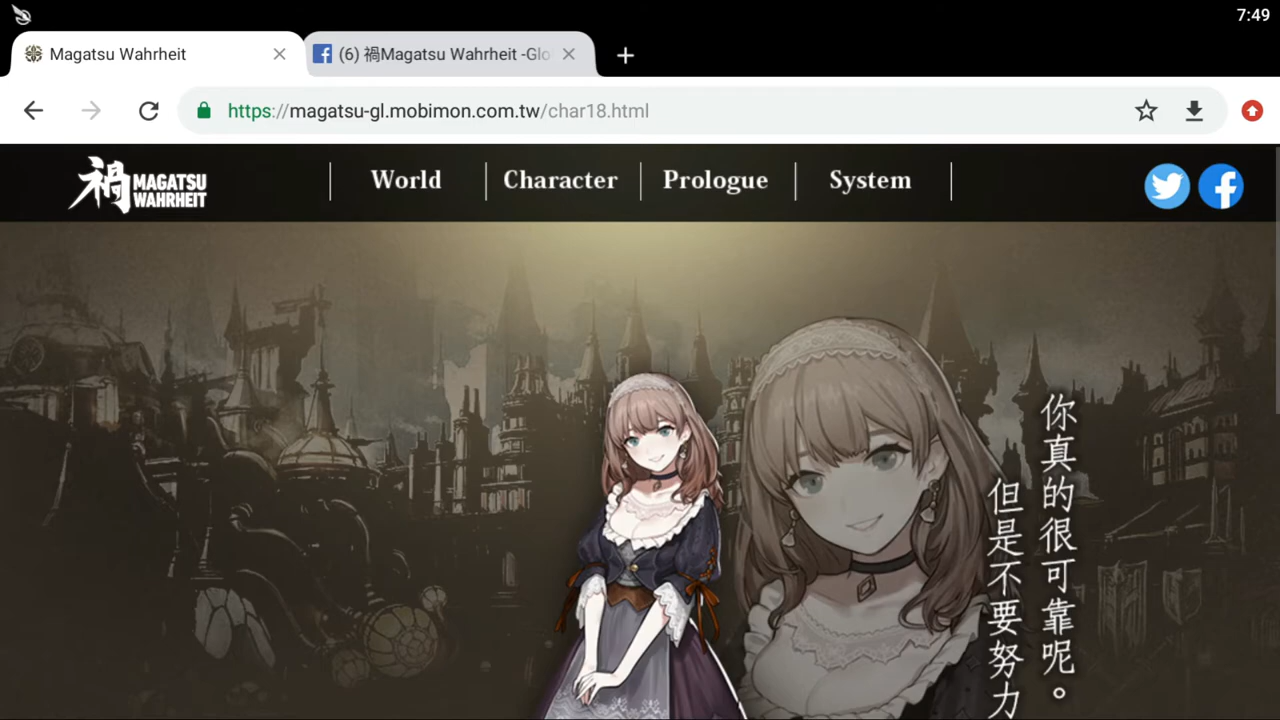 7:49
Magatsu Wahrheit
(6) 禍Magatsu Wahrheit -Glo
https://magatsu-gl.mobimon.com.tw/char18.html
禍 MAGATSU
WAHRHEIT
World
Character
Prologue
System
你真的很可靠呢。
但是不要努力